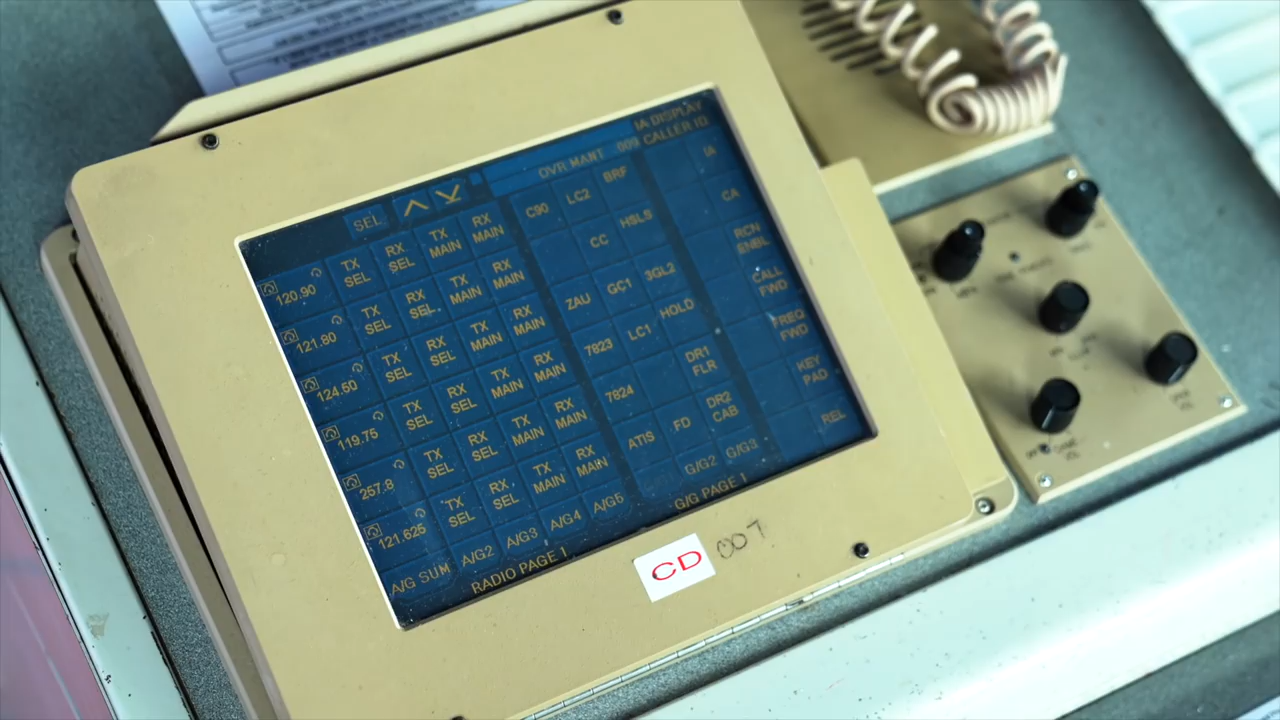 IA DISPLAY
OVR MANT 009 CALLER ID
SEL
120.90 TX SEL RX SEL TX MAIN RX MAIN
121.80 TX SEL RX SEL TX MAIN RX MAIN
124.60 TX SEL RX SEL TX MAIN RX MAIN
119.75 TX SEL RX SEL TX MAIN RX MAIN
257.8 TX SEL RX SEL TX MAIN RX MAIN
121.625 TX SEL RX SEL TX MAIN RX MAIN
A/G SUM A/G2 A/G3 A/G4 A/G5
RADIO PAGE 1
C90 LC2 BRF
CC HSLS
ZAU GC1 3GL2
7823 LC1 HOLD
7824 DR1 FLR
ATIS FD DR2 CAB
G/G2 G/G3
G/G PAGE 1
IA
CA
RCN ENBL
CALL FWD
FREQ FWD
KEY PAD
REL
CD
007